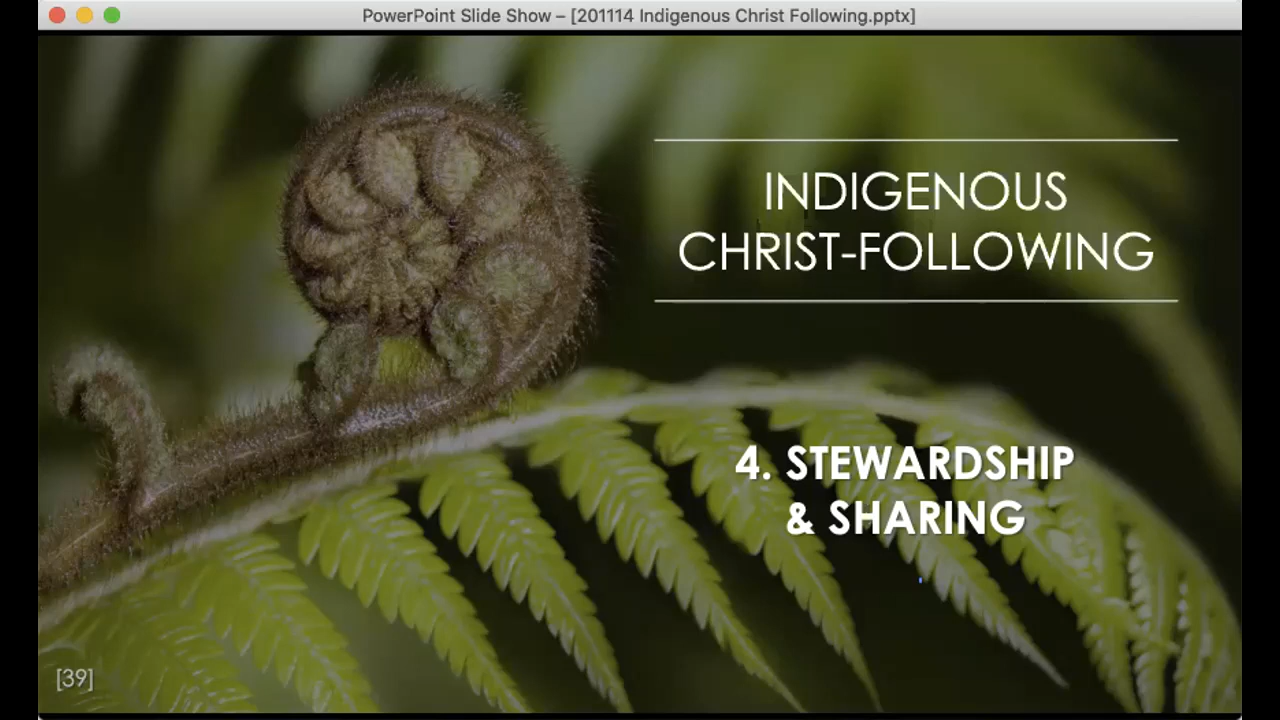 PowerPoint Slide Show – [201114 Indigenous Christ Following.pptx]
INDIGENOUS
CHRIST-FOLLOWING
4. STEWARDSHIP
& SHARING
[39]